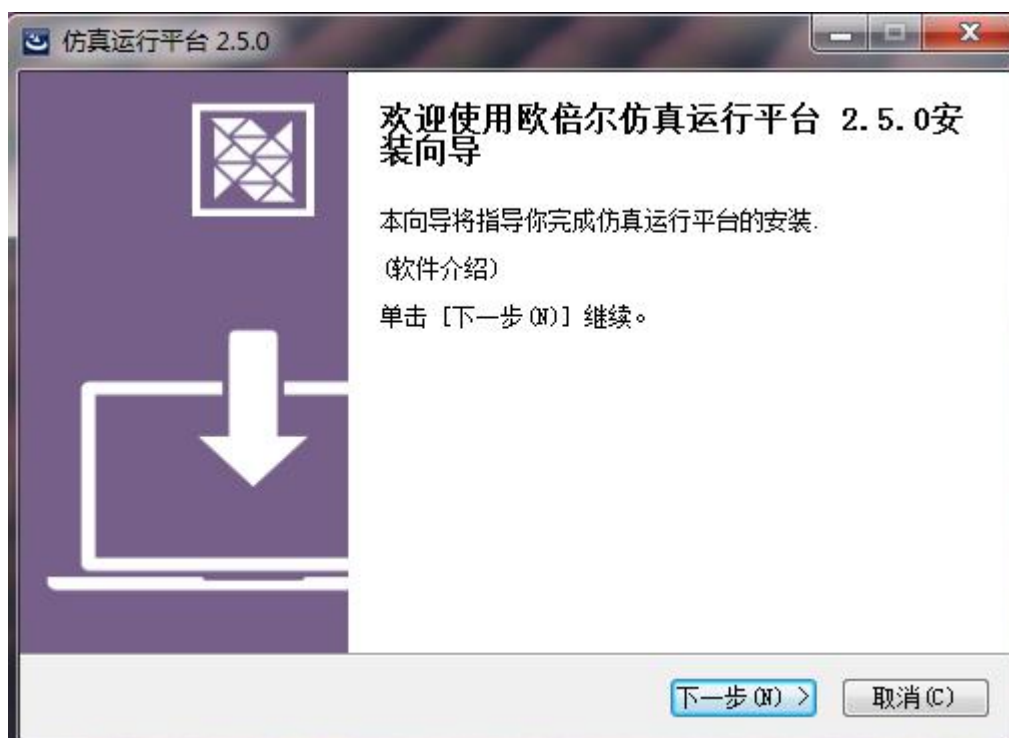 仿真运行平台 2.5.0
欢迎使用欧倍尔仿真运行平台 2.5.0安
装向导
本向导将指导你完成仿真运行平台的安装.
(软件介绍)
单击 [下一步(N)] 继续。
下一步(N) > 取消(C)